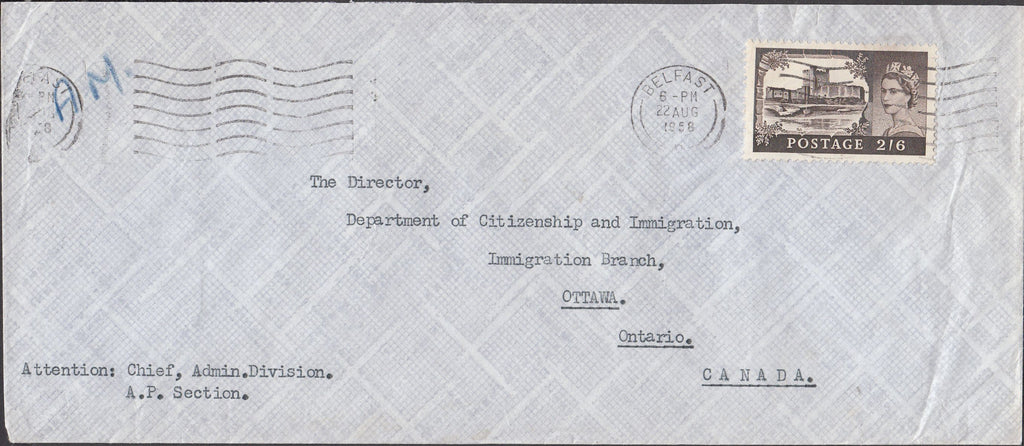 A.M.
BELFAST
6-PM
22 AUG
1958
POSTAGE 2/6
The Director,
Department of Citizenship and Immigration,
Immigration Branch,
OTTAWA.
Ontario.
CANADA.
Attention: Chief, Admin.Division.
A.P. Section.